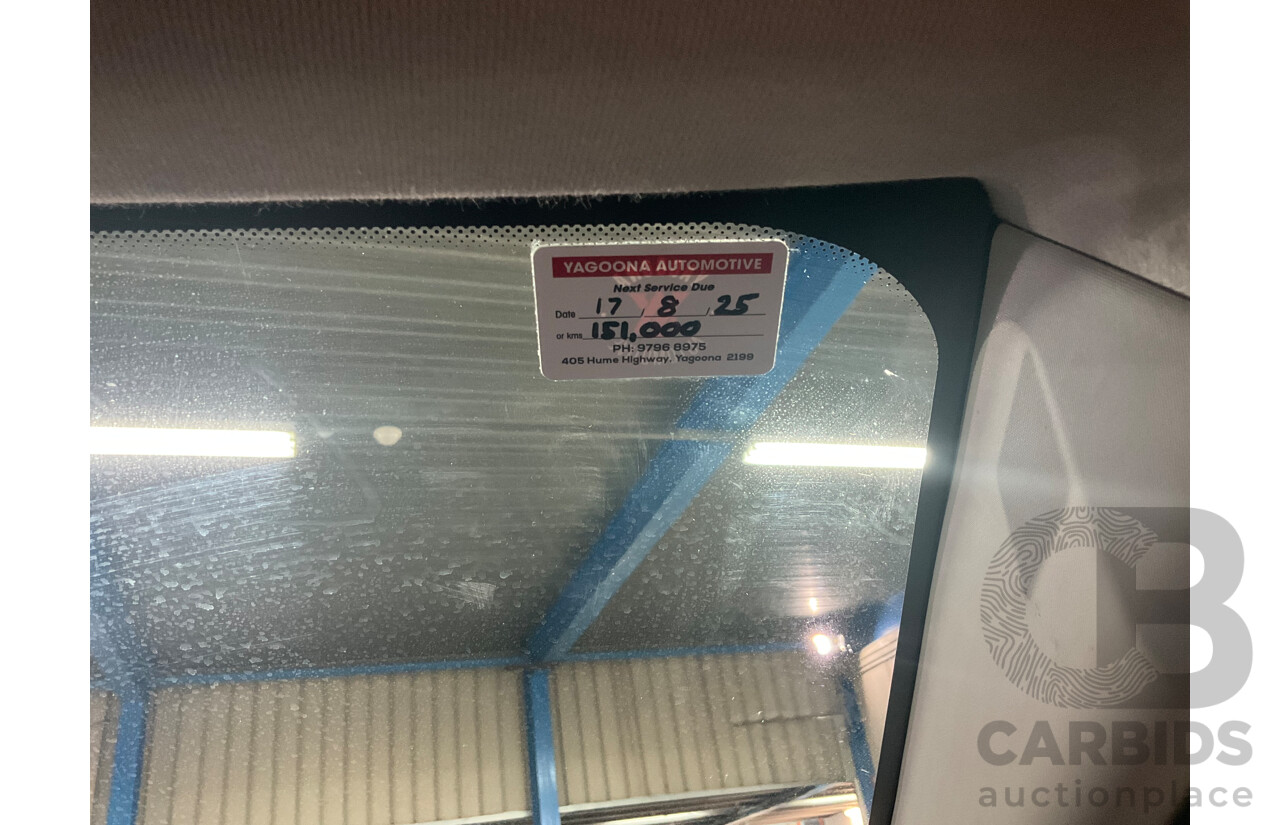 YAGOONA AUTOMOTIVE
Next Service Due
Date 17 / 8 / 25
or kms 151,000
PH: 9796 8975
405 Hume Highway, Yagoona 2199
CB
CARBIDS
auctionplace